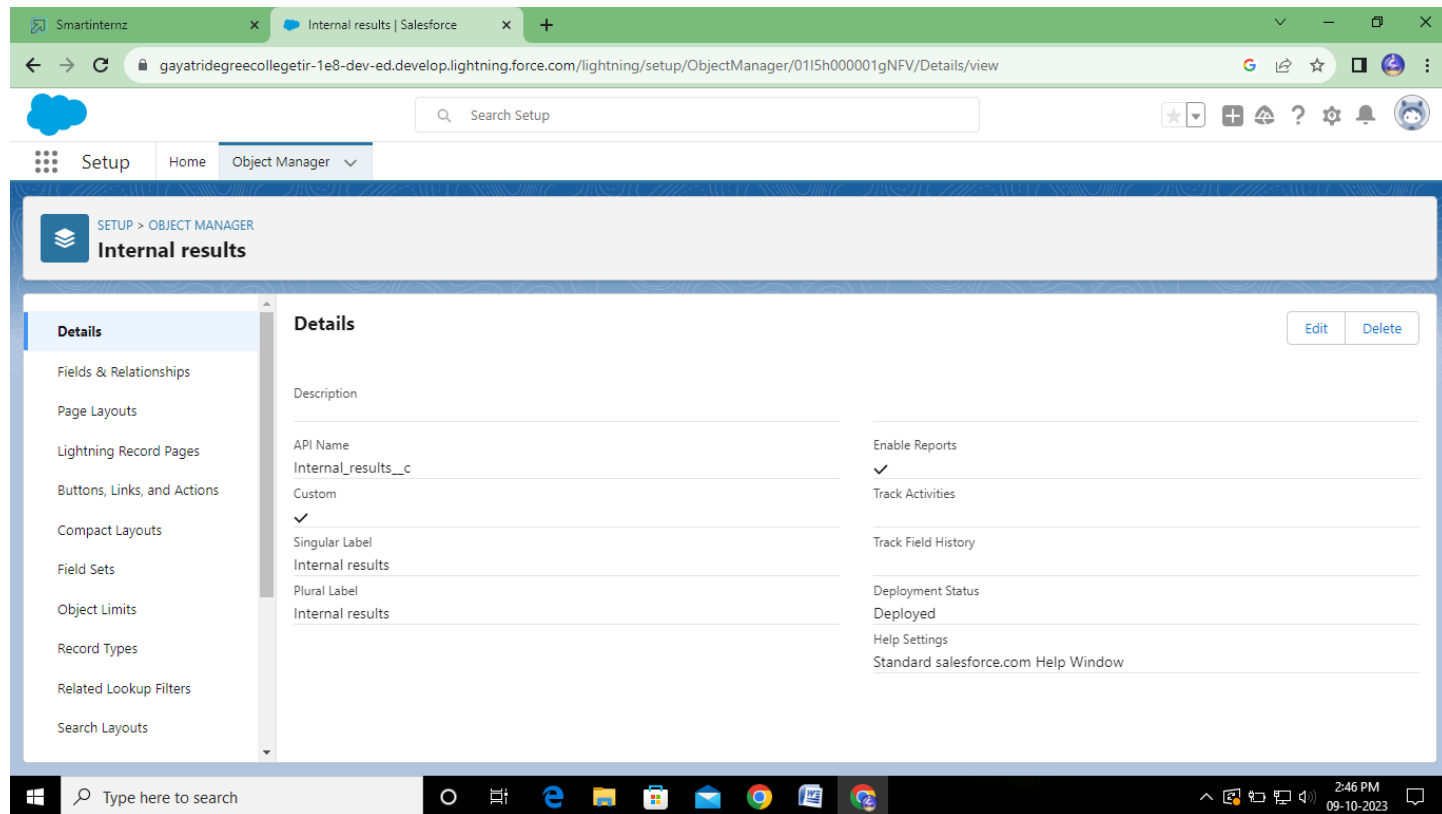 Smartinternz
Internal results | Salesforce
gayatridegreecollegetir-1e8-dev-ed.develop.lightning.force.com/lightning/setup/ObjectManager/01I5h000001gNFV/Details/view
Search Setup
Setup
Home
Object Manager
SETUP > OBJECT MANAGER
Internal results
Details
Fields & Relationships
Page Layouts
Lightning Record Pages
Buttons, Links, and Actions
Compact Layouts
Field Sets
Object Limits
Record Types
Related Lookup Filters
Search Layouts
Details
Edit
Delete
Description
API Name
Internal_results__c
Custom
Singular Label
Internal results
Plural Label
Internal results
Enable Reports
Track Activities
Track Field History
Deployment Status
Deployed
Help Settings
Standard salesforce.com Help Window
Type here to search
2:46 PM
09-10-2023